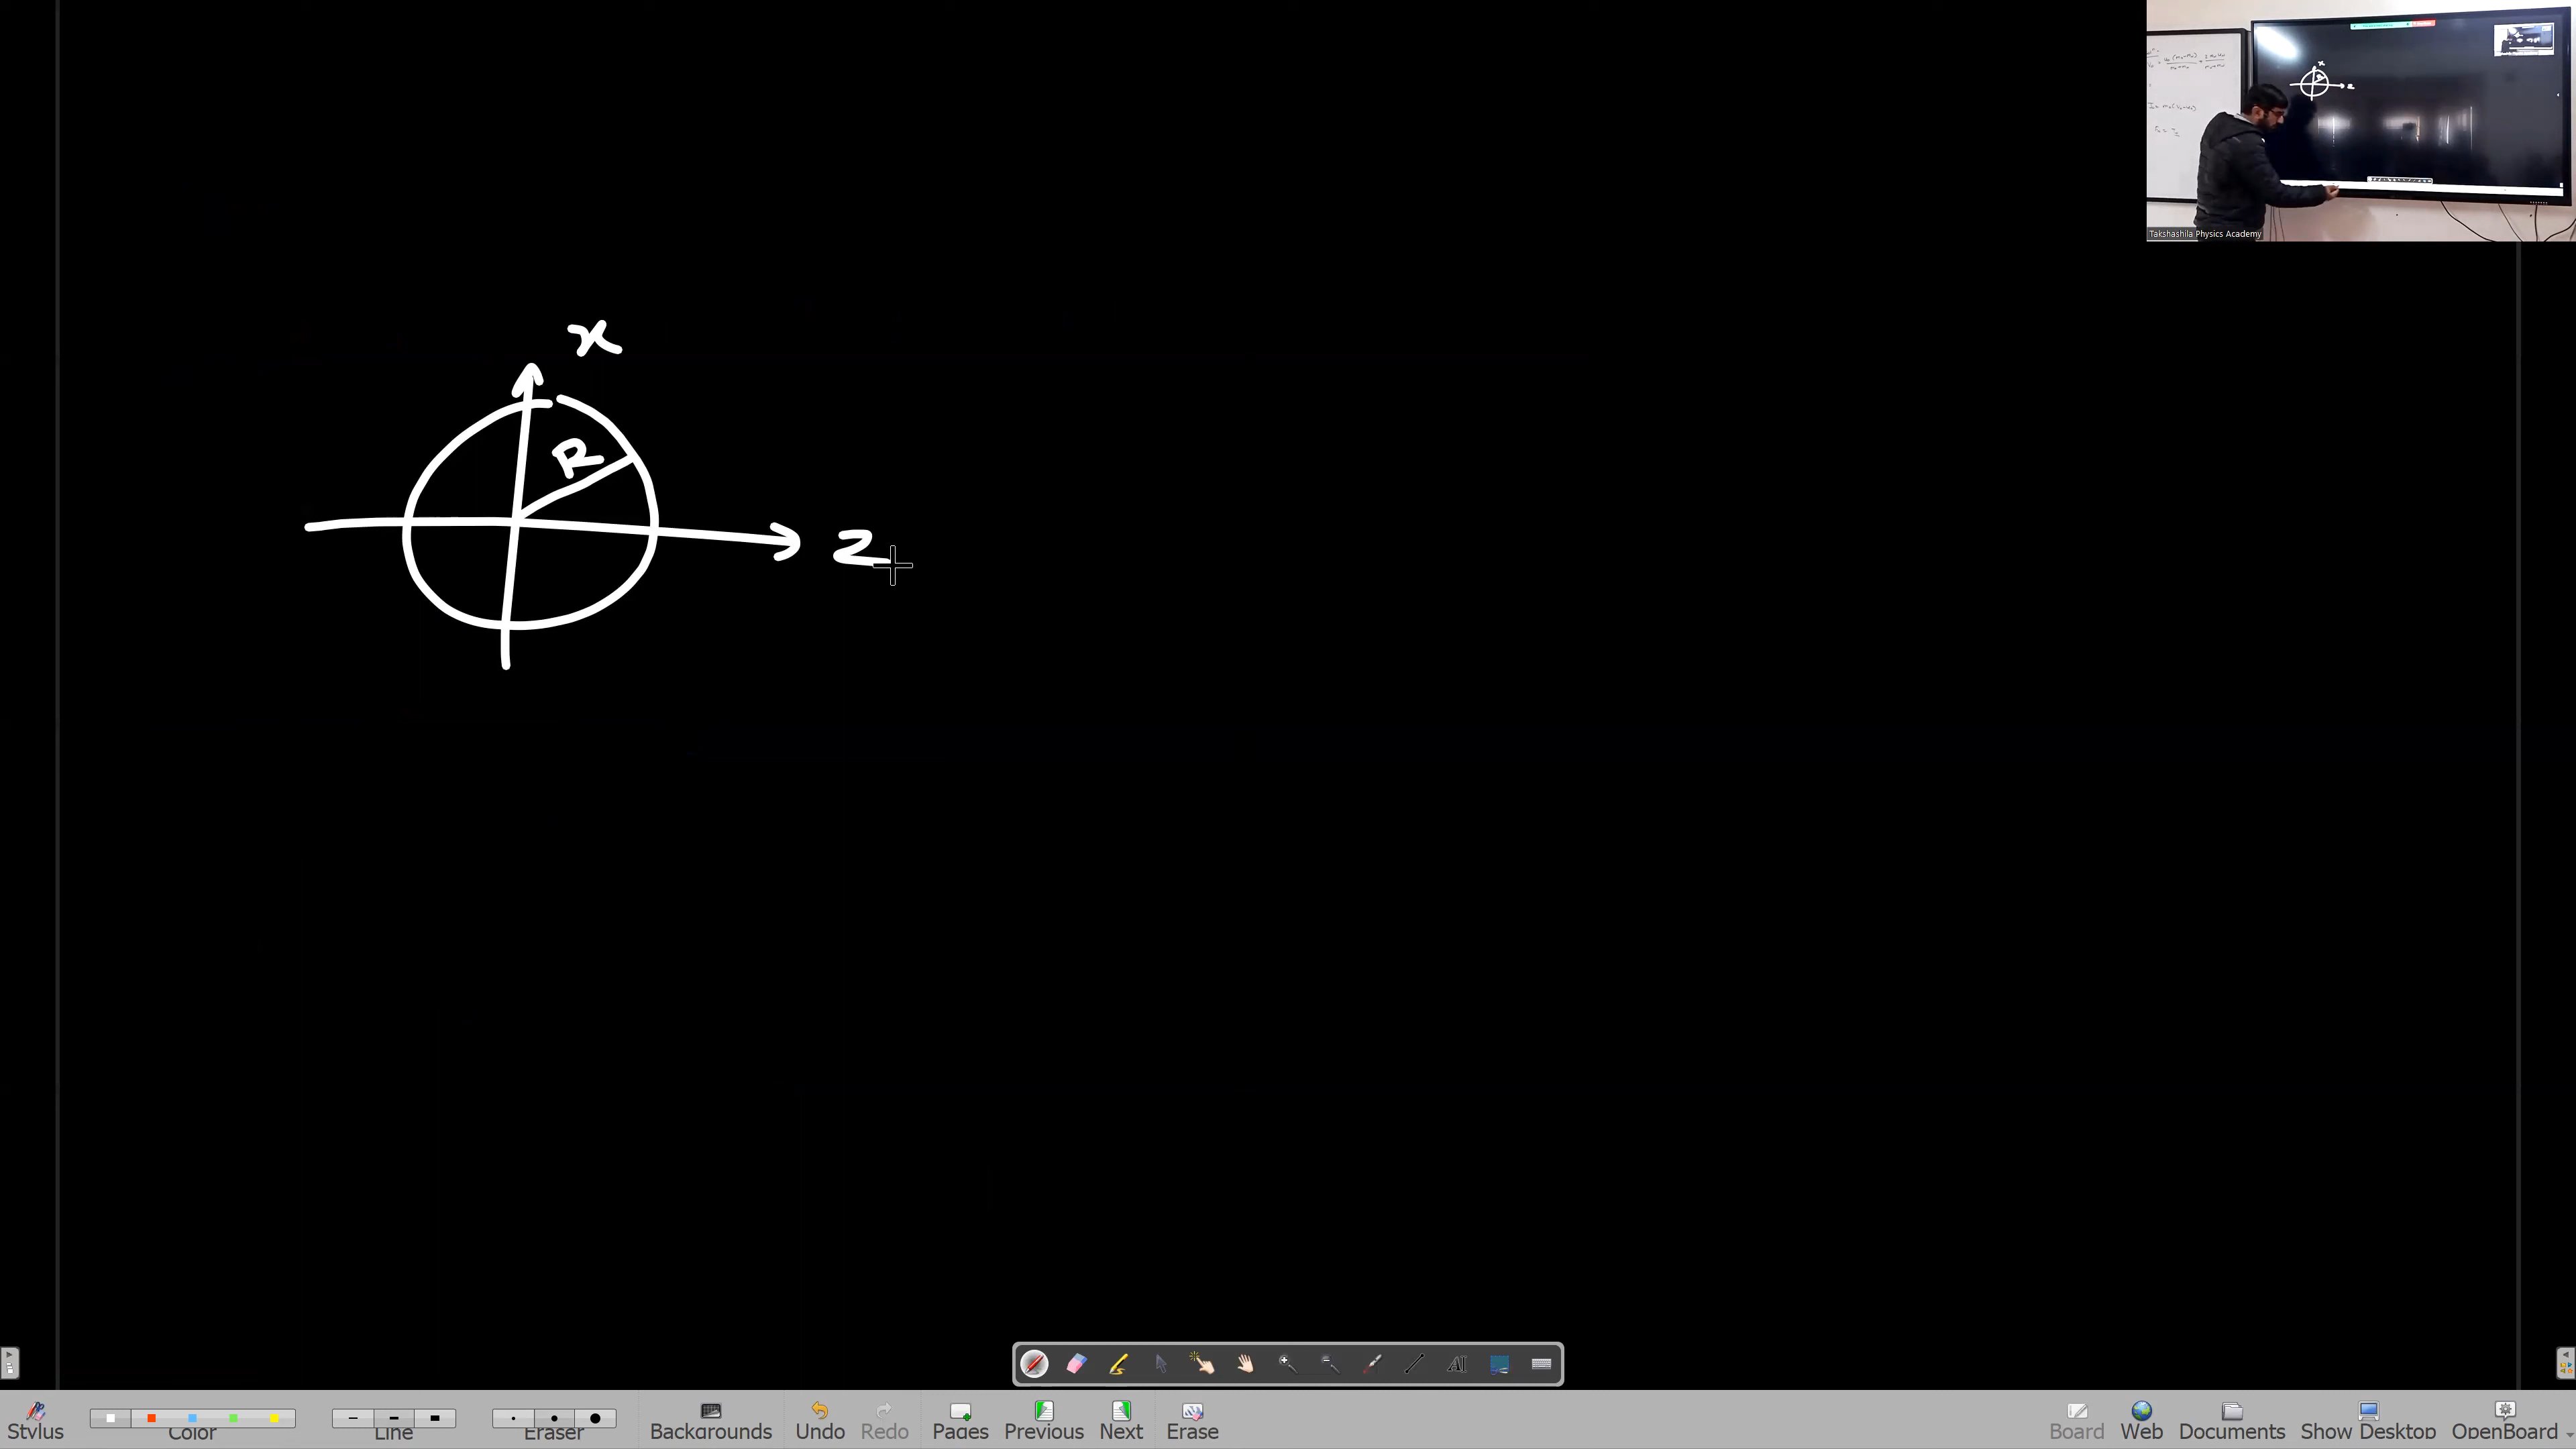 x
R
z
Takshashila Physics Academy
Stylus
Color
Line
Eraser
Backgrounds
Undo
Redo
Pages
Previous
Next
Erase
Board
Web
Documents
Show Desktop
OpenBoard